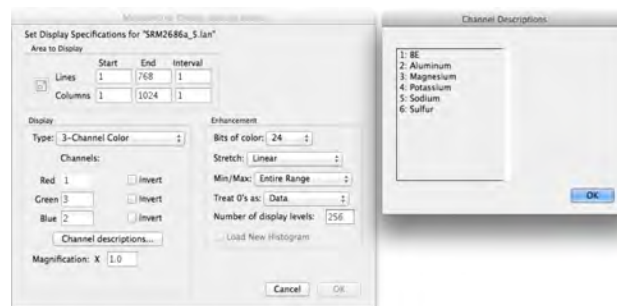 Set Display Specifications for "SRM2686a_S.lan"
Area to Display
Start End Interval
Lines 1 768 1
Columns 1 1024 1
Display
Type: 3-Channel Color
Channels:
Red 1 Invert
Green 3 Invert
Blue 2 Invert
Channel descriptions...
Magnification: X 1.0
Enhancement
Bits of color: 24
Stretch: Linear
Min/Max: Entire Range
Treat 0's as: Data
Number of display levels: 256
Load New Histogram
Cancel OK
Channel Descriptions
1: BE
2: Aluminum
3: Magnesium
4: Potassium
5: Sodium
6: Sulfur
OK